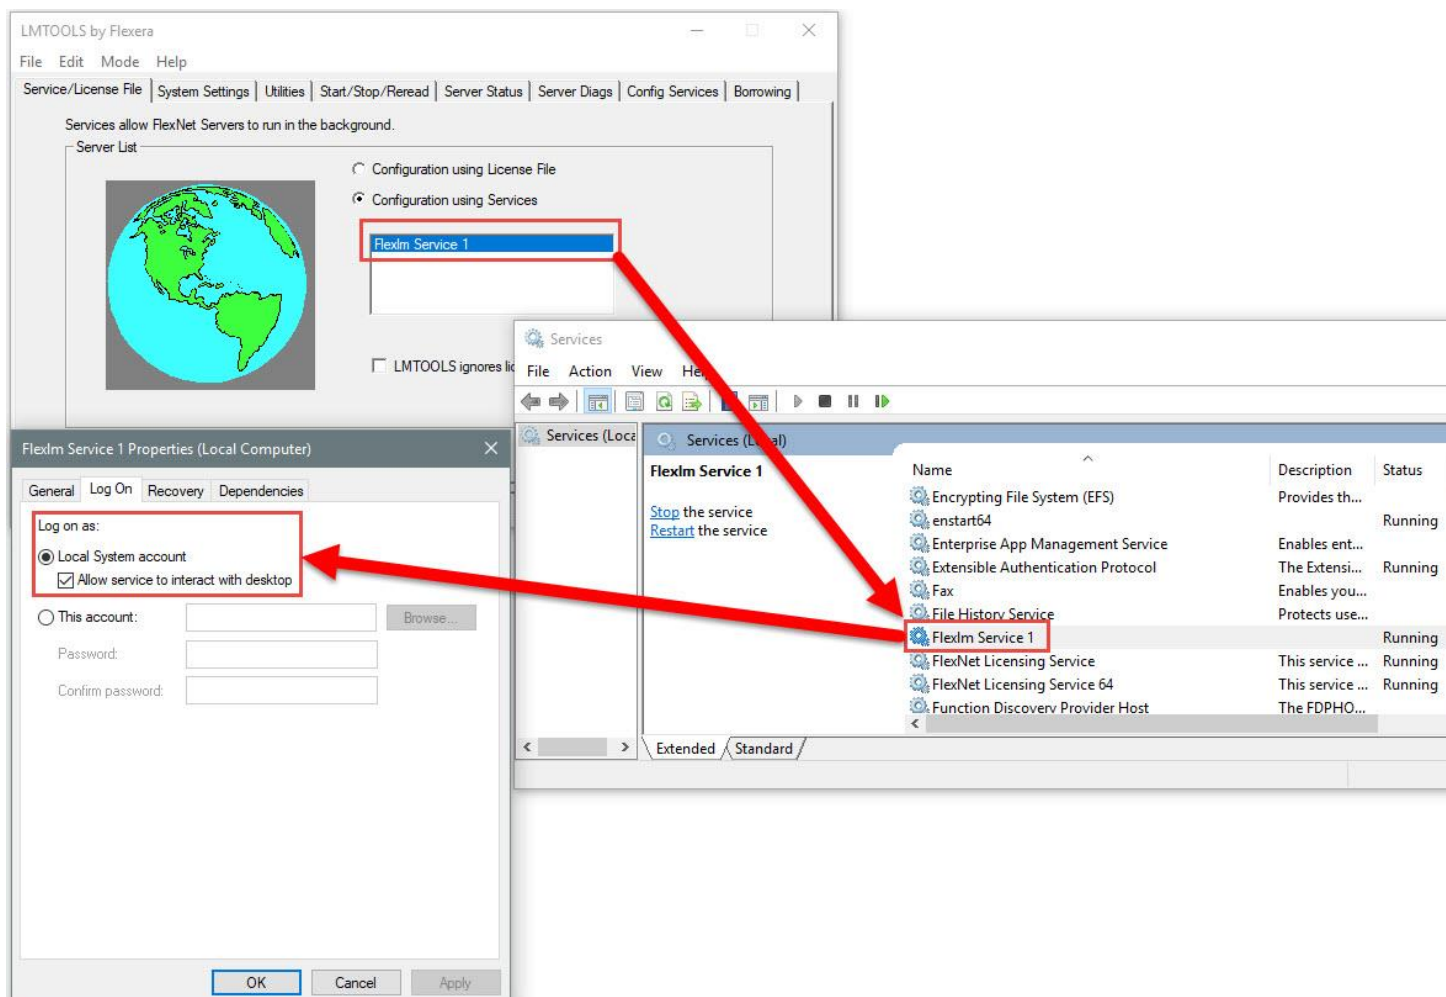 LMTOOLS by Flexera
File Edit Mode Help
Service/License File System Settings Utilities Start/Stop/Reread Server Status Server Diags Config Services Borrowing
Services allow FlexNet Servers to run in the background.
Server List
Configuration using License File
Configuration using Services
Flexlm Service 1
LMTOOLS ignores
Services
File Action View
Services (Loca
Services (Local)
Flexlm Service 1
Stop the service
Restart the service
Name Description Status
Encrypting File System (EFS) Provides th...
enstart64 Running
Enterprise App Management Service Enables ent...
Extensible Authentication Protocol The Extensi... Running
Fax Enables you...
File History Service Protects use...
Flexlm Service 1 Running
FlexNet Licensing Service This service ... Running
FlexNet Licensing Service 64 This service ... Running
Function Discovery Provider Host The FDPHO...
Extended Standard
Flexlm Service 1 Properties (Local Computer)
General Log On Recovery Dependencies
Log on as:
Local System account
Allow service to interact with desktop
This account: Browse...
Password:
Confirm password:
OK Cancel Apply